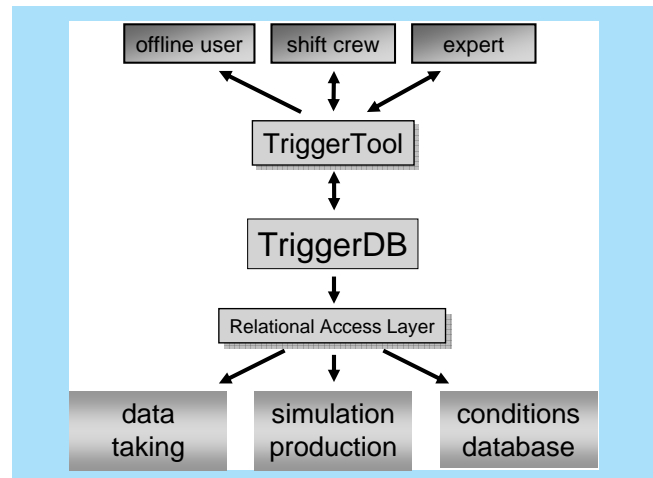 offline user shift crew expert
TriggerTool
TriggerDB
Relational Access Layer
data simulation conditions
taking production database